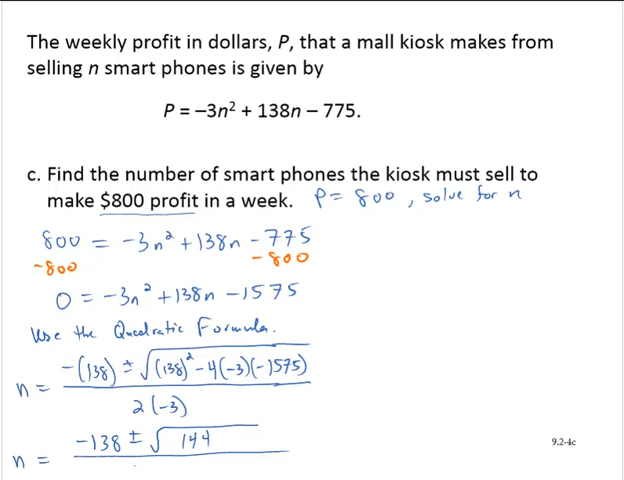 The weekly profit in dollars, P, that a mall kiosk makes from
selling n smart phones is given by
P = –3n² + 138n – 775.
c. Find the number of smart phones the kiosk must sell to
make $800 profit in a week. P = 800, solve for n
800 = -3n² + 138n - 775
-800 -800
0 = -3n² + 138n - 1575
Use the Quadratic Formula.
n = (-(138) ± √((138)² - 4(-3)(-1575))) / 2(-3)
n = -138 ± √144
9.2-4c